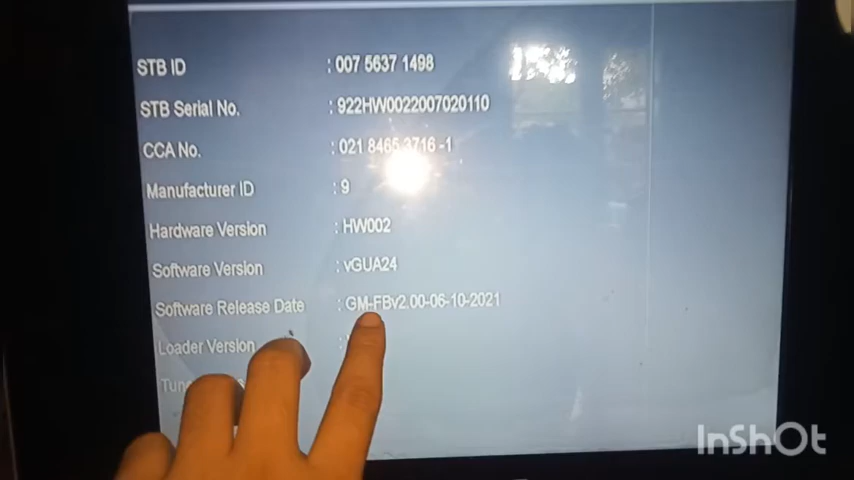 STB ID : 007 5637 1498
STB Serial No. : 922HW0022007020110
CCA No. : 021 8465 3716 -1
Manufacturer ID : 9
Hardware Version : HW002
Software Version : vGUA24
Software Release Date : GM-FBv2.00-06-10-2021
Loader Version :
InShOt